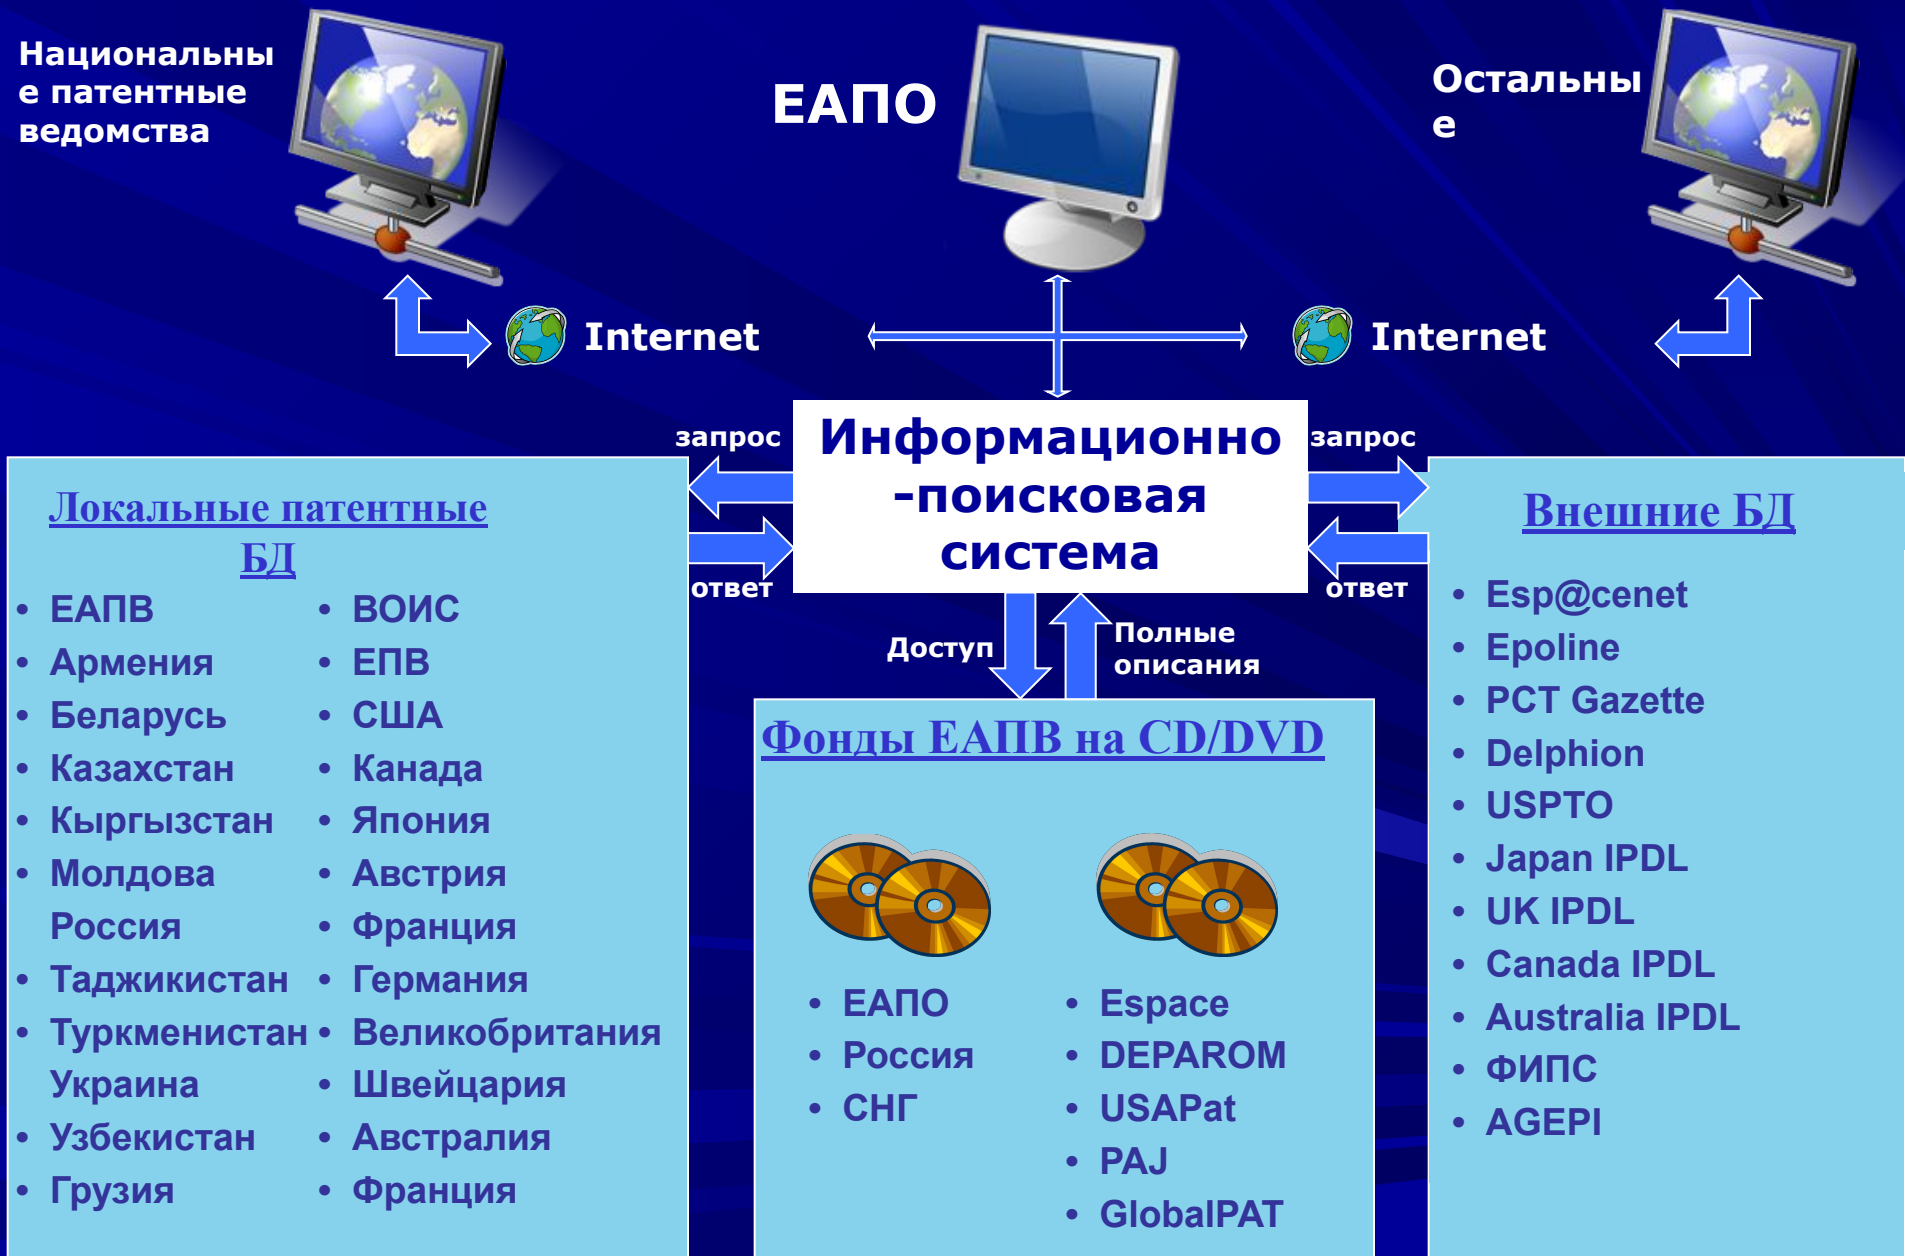 Национальны
е патентные
ведомства
ЕАПО
Остальны
е
Internet
Internet
запрос
Информационно
-поисковая
система
запрос
ответ
ответ
Доступ
Полные
описания
Локальные патентные
БД
• ЕАПВ
• Армения
• Беларусь
• Казахстан
• Кыргызстан
• Молдова
Россия
• Таджикистан
• Туркменистан
Украина
• Узбекистан
• Грузия
• ВОИС
• ЕПВ
• США
• Канада
• Япония
• Австрия
• Франция
• Германия
• Великобритания
• Швейцария
• Австралия
• Франция
Фонды ЕАПВ на CD/DVD
• ЕАПО
• Россия
• СНГ
• Espace
• DEPAROM
• USAPat
• PAJ
• GlobalPAT
Внешние БД
• Esp@cenet
• Epoline
• PCT Gazette
• Delphion
• USPTO
• Japan IPDL
• UK IPDL
• Canada IPDL
• Australia IPDL
• ФИПС
• AGEPI